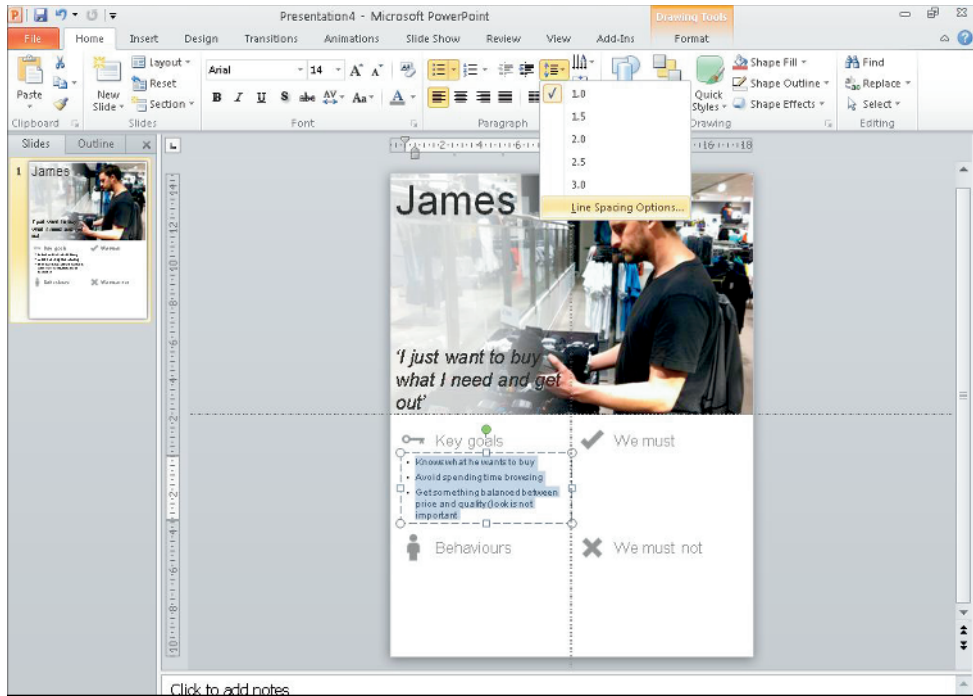 Presentation4 - Microsoft PowerPoint
Drawing Tools
File Home Insert Design Transitions Animations Slide Show Review View Add-Ins Format
Paste
New Slide
Layout
Reset
Section
Arial 14
B I U S abc AV Aa A
Quick Styles
Shape Fill
Shape Outline
Shape Effects
Find
Replace
Select
Clipboard Slides Font Paragraph Drawing Editing
1.0
1.5
2.0
2.5
3.0
Line Spacing Options...
Slides Outline
1
James
'I just want to buy
what I need and get
out'
Key goals
We must
• Knows what he wants to buy
• Avoid spending time browsing
• Get something balanced between
price and quality (look is not
important
Behaviours
We must not
Click to add notes